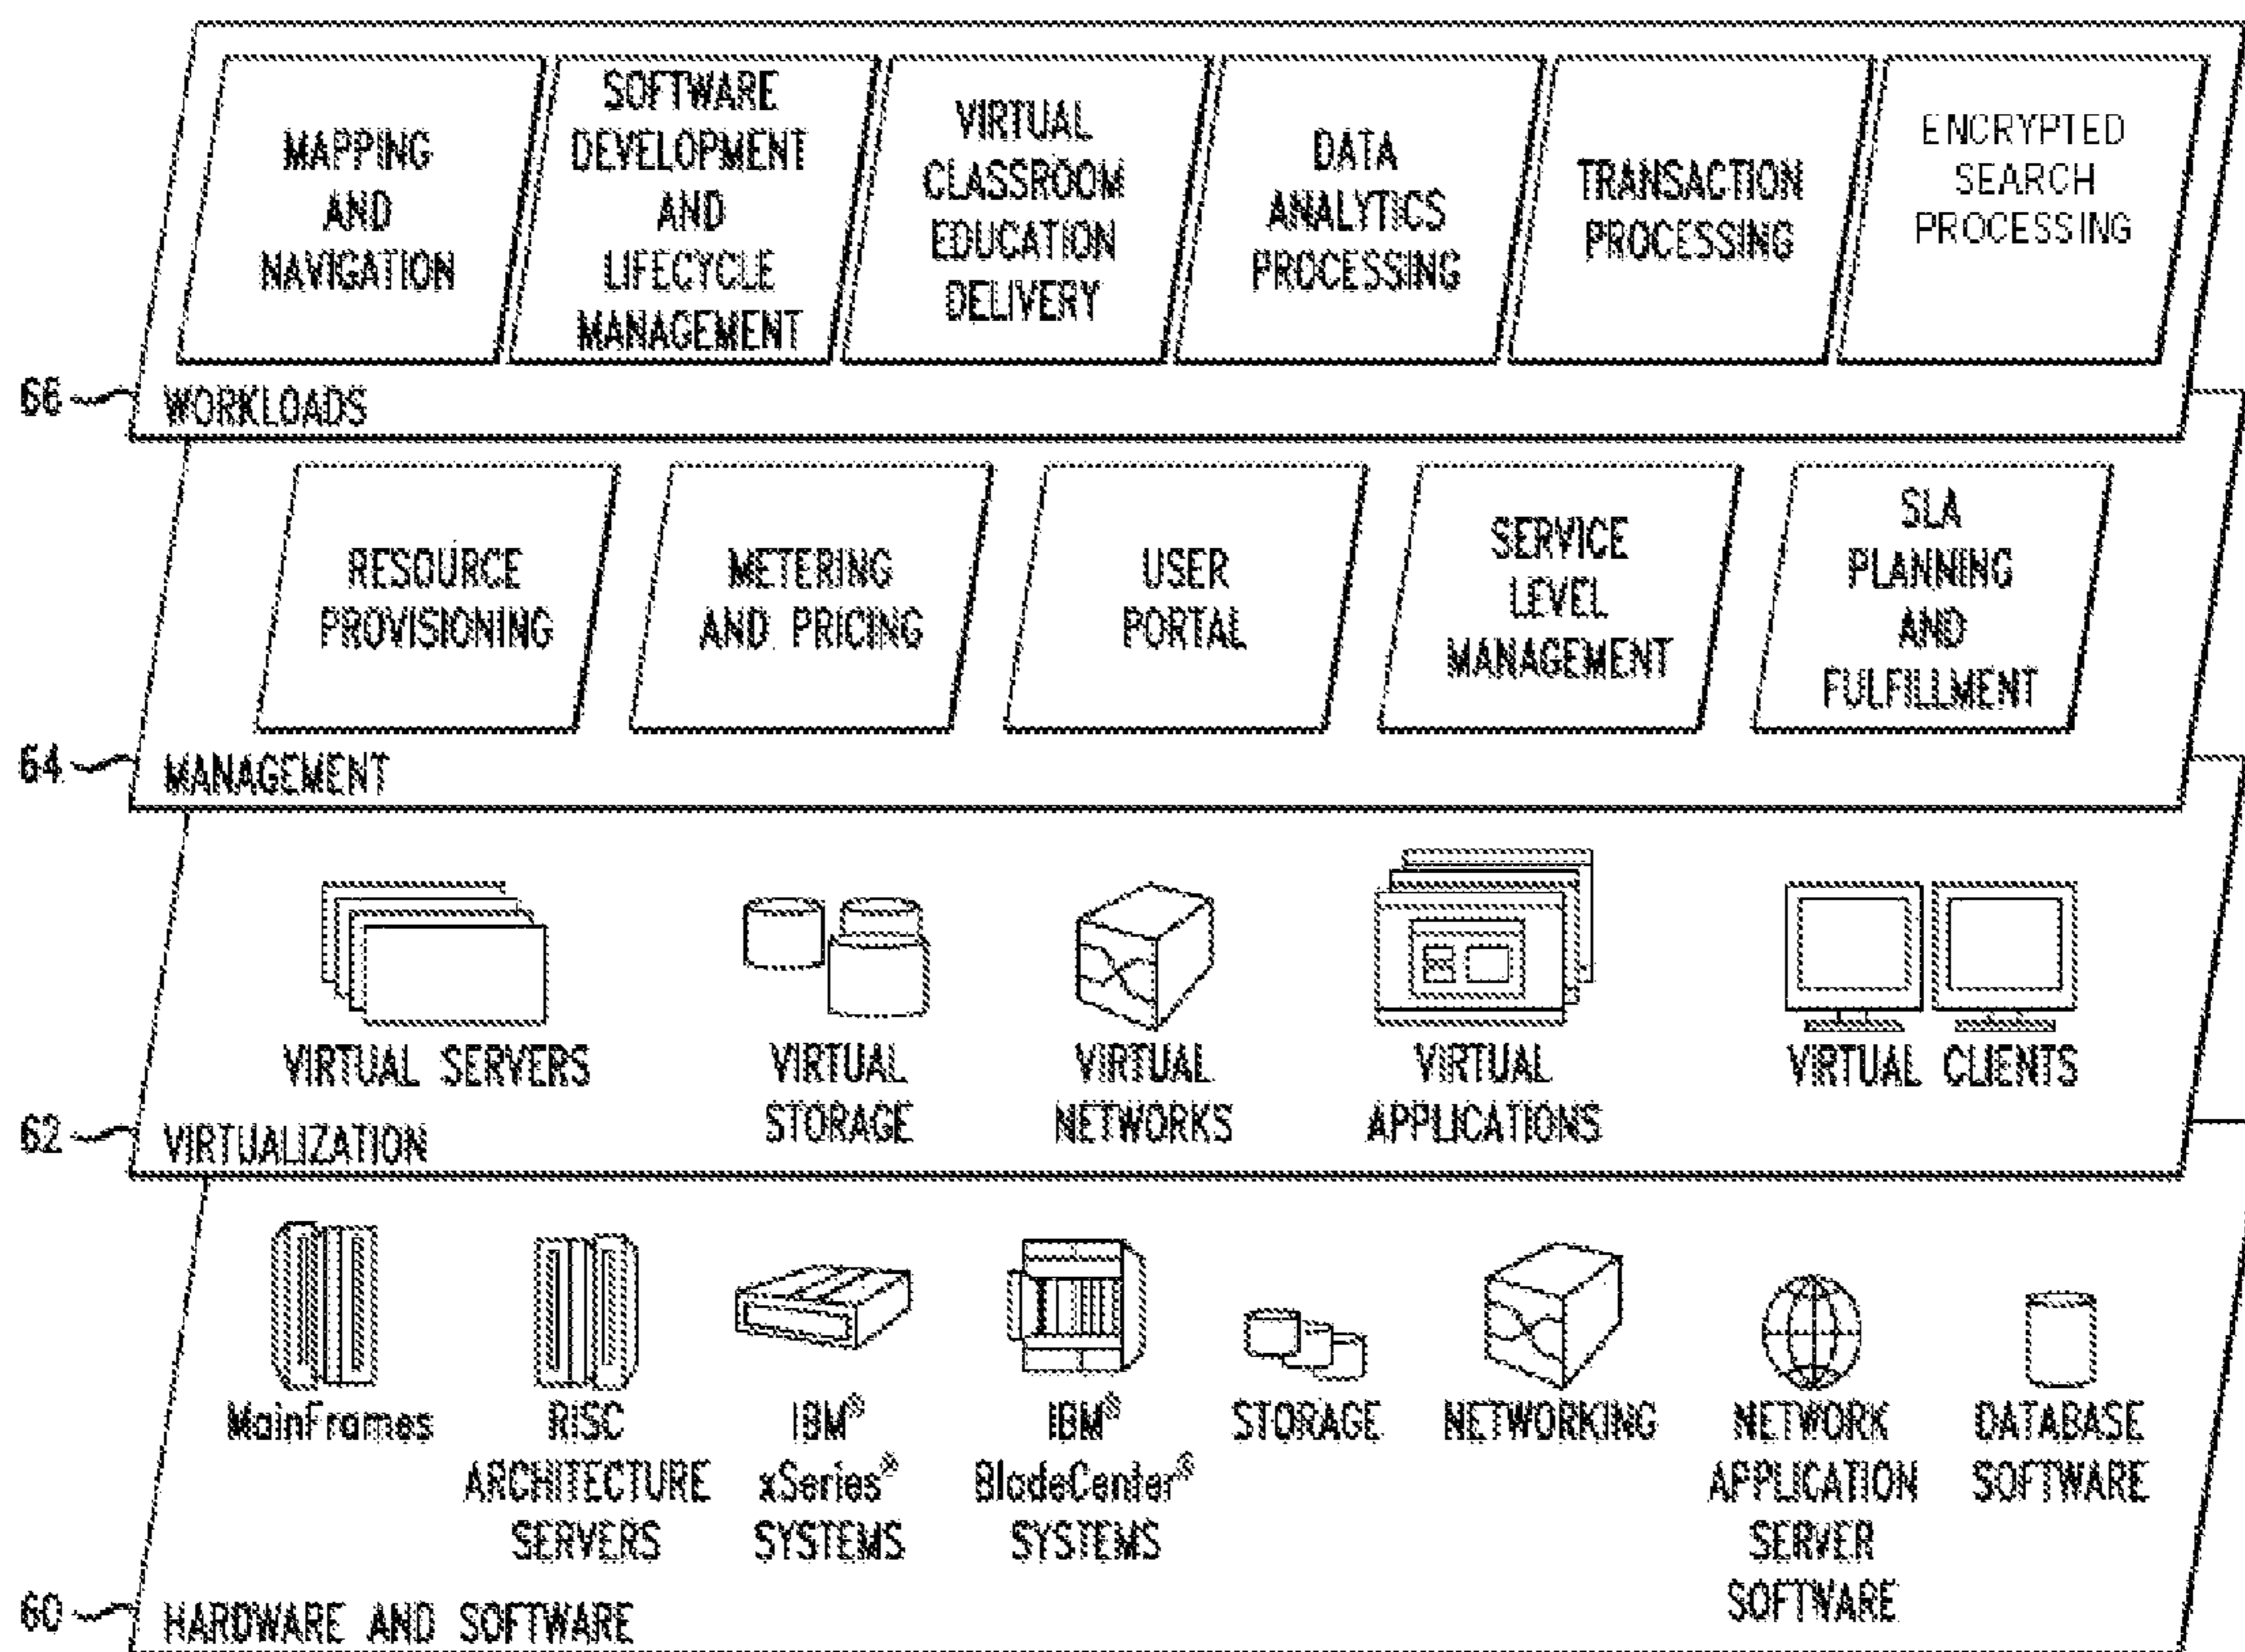 MAPPING
AND
NAVIGATION
SOFTWARE
DEVELOPMENT
AND
LIFECYCLE
MANAGEMENT
VIRTUAL
CLASSROOM
EDUCATION
DELIVERY
DATA
ANALYTICS
PROCESSING
TRANSACTION
PROCESSING
ENCRYPTED
SEARCH
PROCESSING
66
WORKLOADS
RESOURCE
PROVISIONING
METERING
AND PRICING
USER
PORTAL
SERVICE
LEVEL
MANAGEMENT
SLA
PLANNING
AND
FULFILLMENT
64
MANAGEMENT
VIRTUAL SERVERS
VIRTUAL
STORAGE
VIRTUAL
NETWORKS
VIRTUAL
APPLICATIONS
VIRTUAL CLIENTS
62
VIRTUALIZATION
MainFrames
RISC
ARCHITECTURE
SERVERS
IBM®
xSeries®
SYSTEMS
IBM®
BladeCenter®
SYSTEMS
STORAGE
NETWORKING
NETWORK
APPLICATION
SERVER
SOFTWARE
DATABASE
SOFTWARE
60
HARDWARE AND SOFTWARE